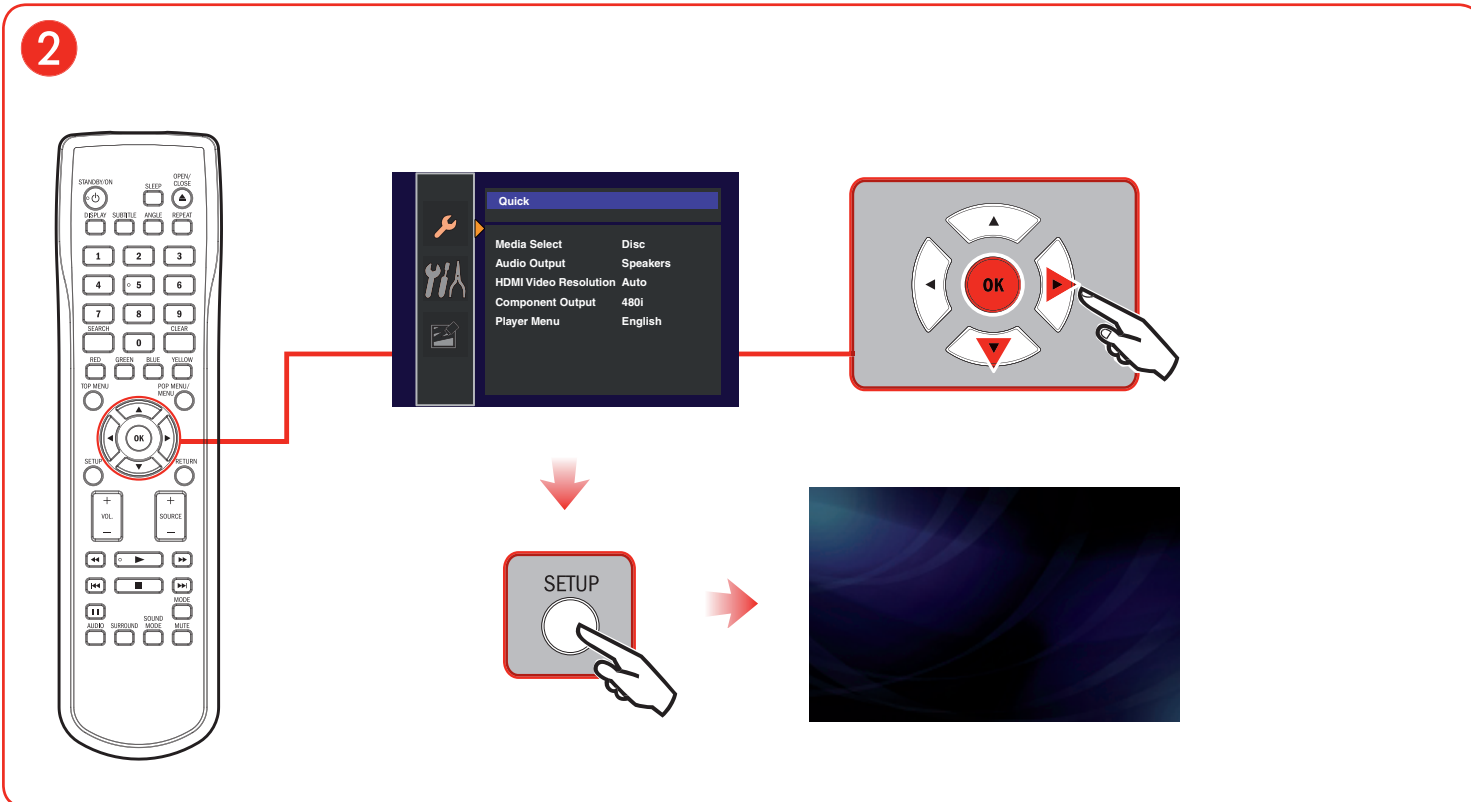 2
STANDBY/ON
SLEEP
OPEN/
CLOSE
DISPLAY SUBTITLE ANGLE REPEAT
1 2 3
4 5 6
7 8 9
SEARCH 0 CLEAR
RED GREEN BLUE YELLOW
TOP MENU
POP MENU/
MENU
OK
SETUP RETURN
+ +
VOL. SOURCE
− −
MODE
AUDIO SURROUND SOUND
MODE MUTE
Quick
Media Select Disc
Audio Output Speakers
HDMI Video Resolution Auto
Component Output 480i
Player Menu English
OK
SETUP